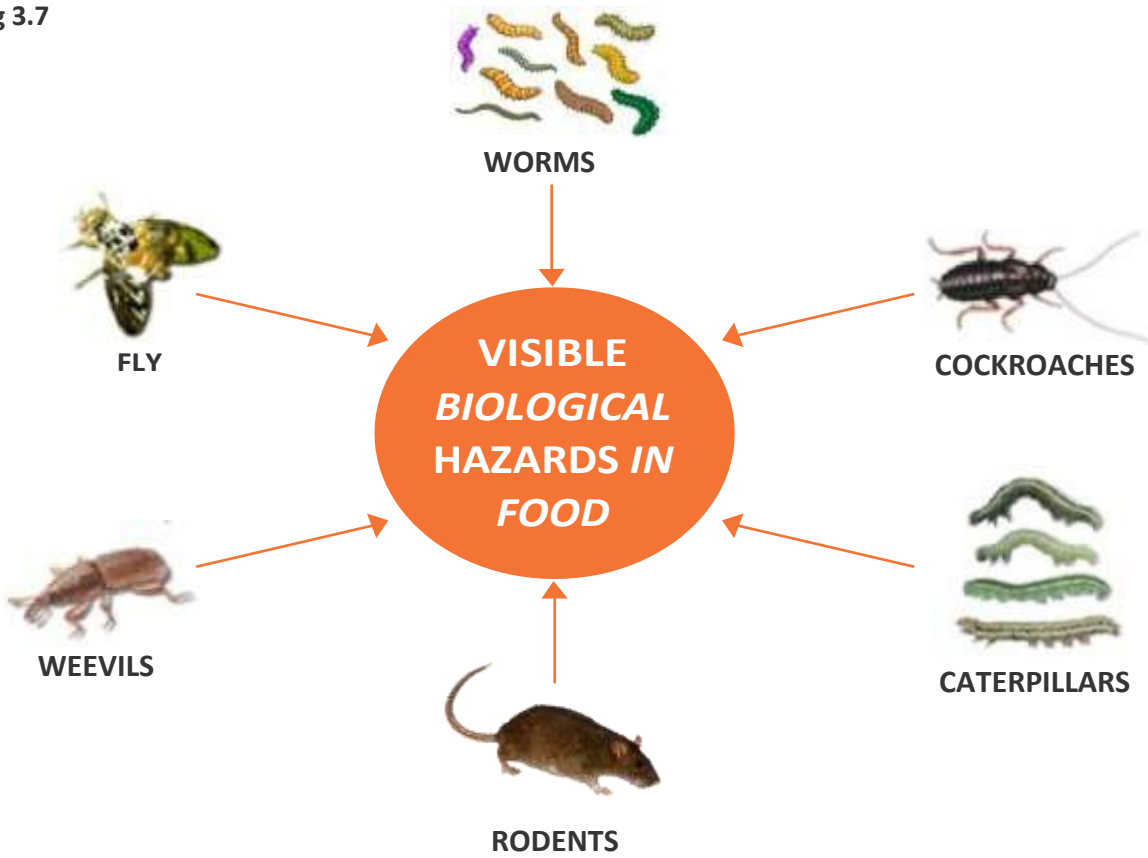 g 3.7
WORMS
FLY
COCKROACHES
VISIBLE
BIOLOGICAL
HAZARDS IN
FOOD
WEEVILS
CATERPILLARS
RODENTS